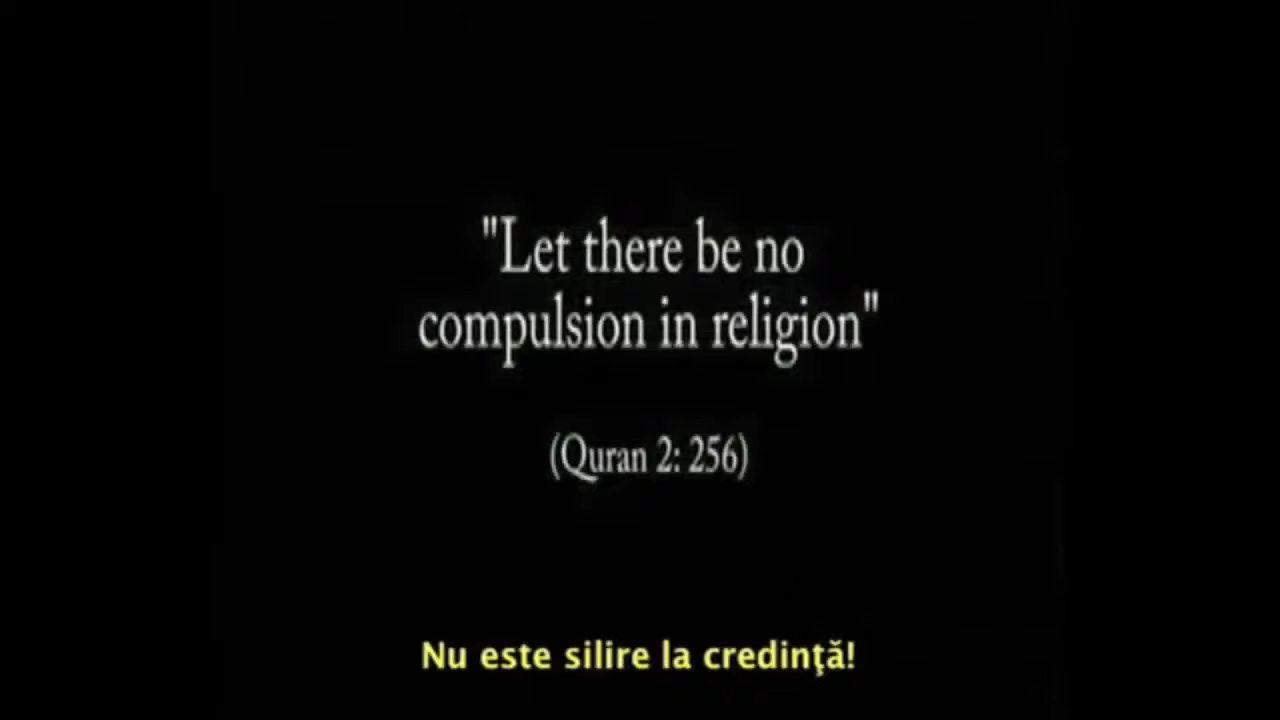 "Let there be no
compulsion in religion"
(Quran 2: 256)
Nu este silire la credinţă!